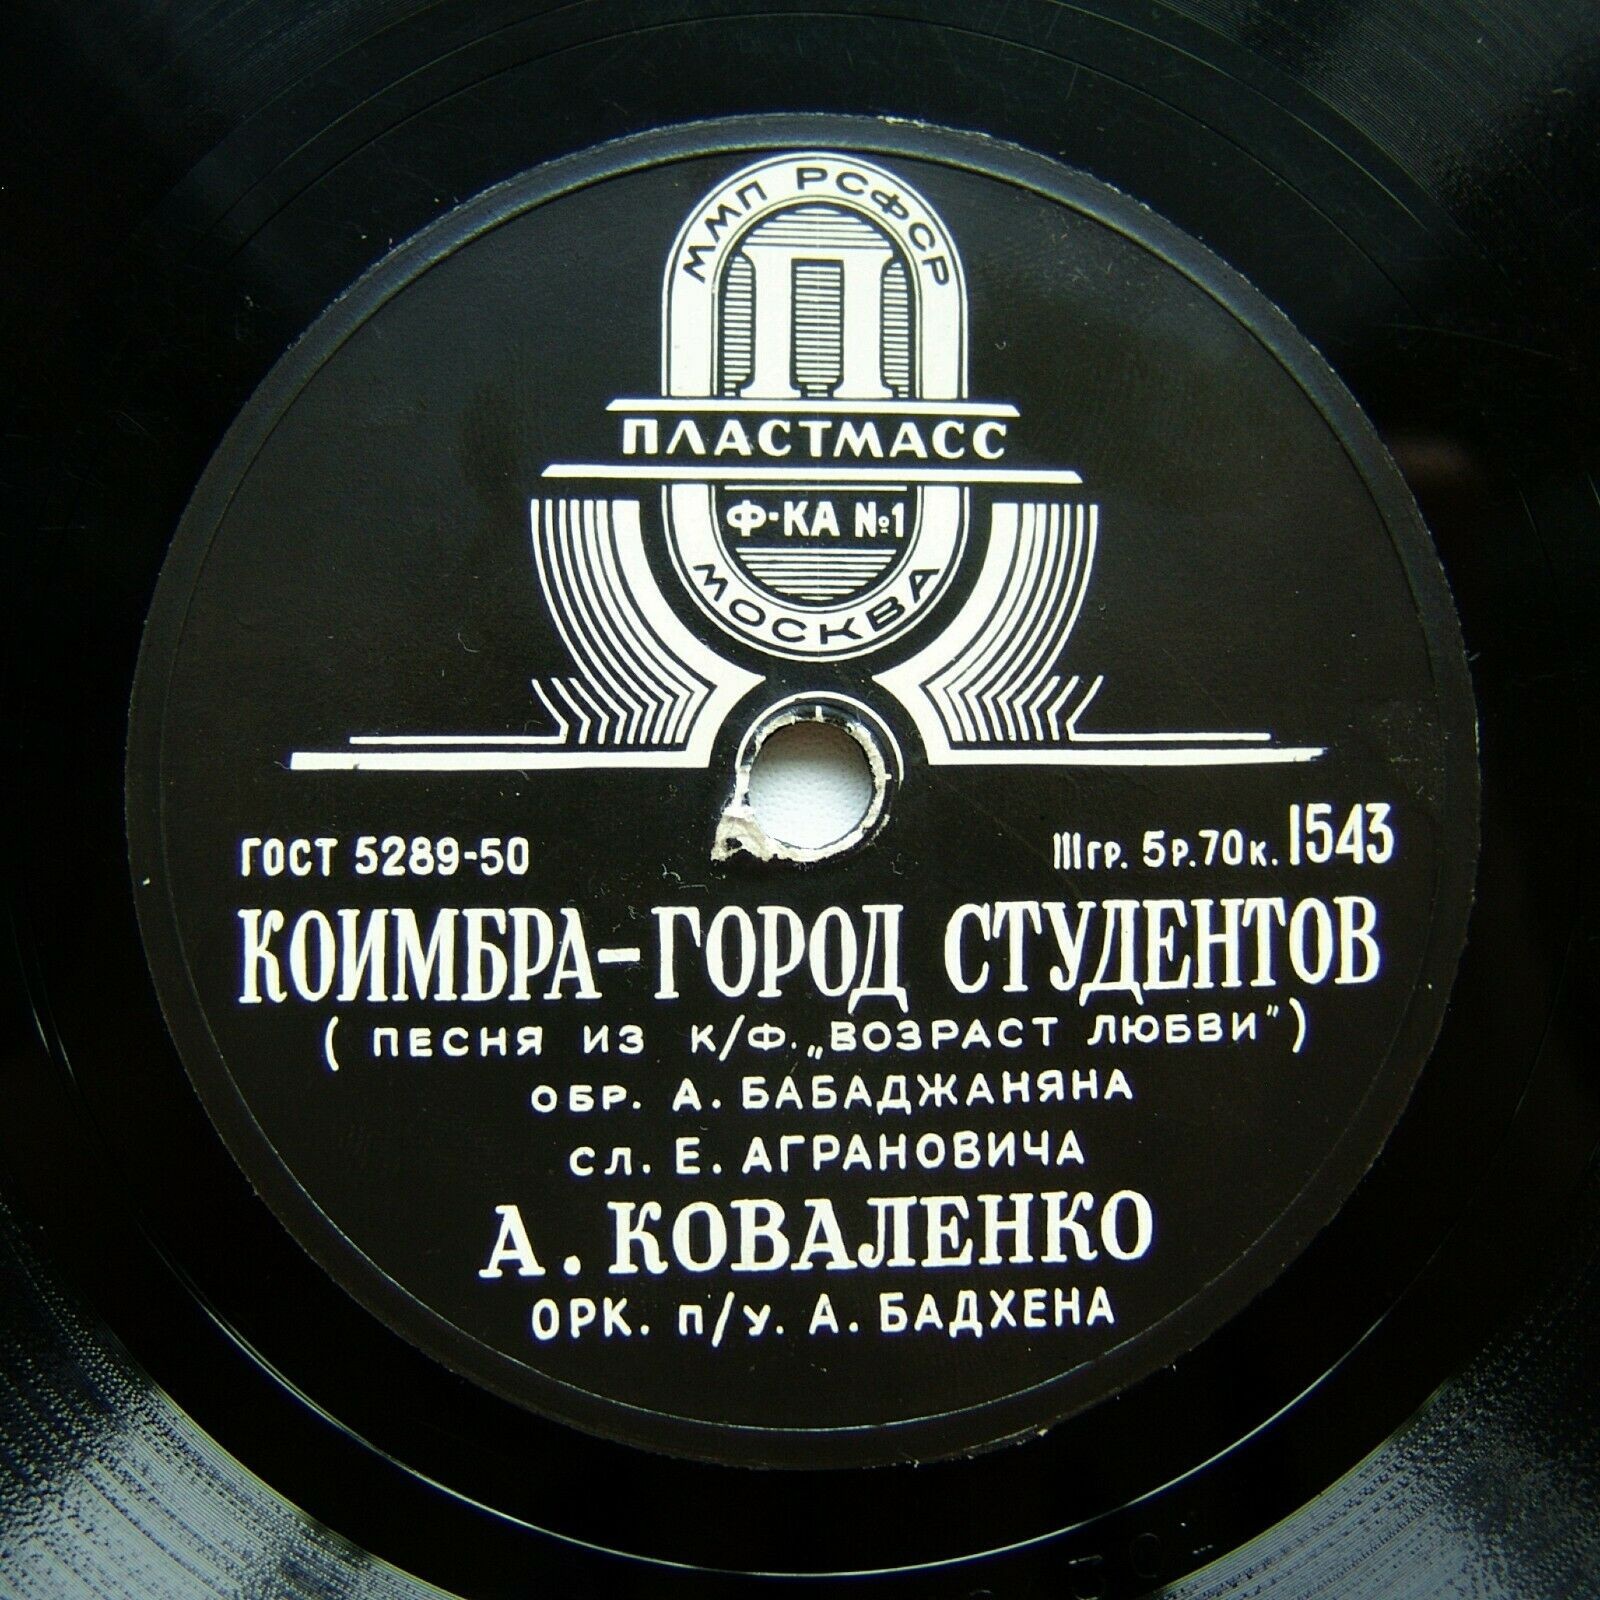 ММП РСФСР
П
ПЛАСТМАСС
Ф-КА №1
МОСКВА
ГОСТ 5289-50
IIIгр. 5р.70к. 1543
КОИМБРА-ГОРОД СТУДЕНТОВ
(ПЕСНЯ ИЗ К/Ф. „ВОЗРАСТ ЛЮБВИ")
ОБР. А. БАБАДЖАНЯНА
СЛ. Е. АГРАНОВИЧА
А. КОВАЛЕНКО
ОРК. П/У. А. БАДХЕНА